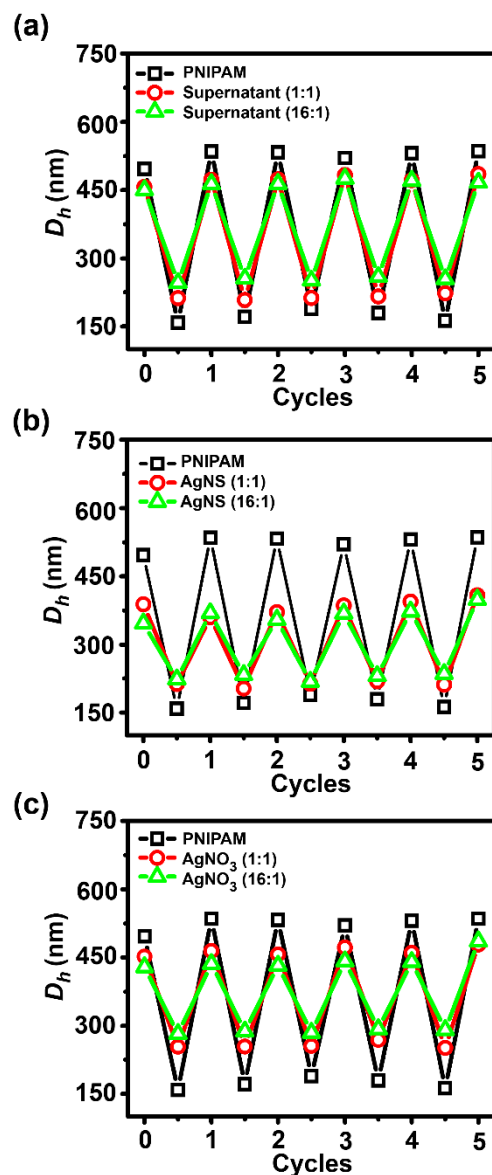 (a)
750
600
450
300
150
D_h (nm)
PNIPAM
Supernatant (1:1)
Supernatant (16:1)
0 1 2 3 4 5
Cycles
(b)
750
600
450
300
150
D_h (nm)
PNIPAM
AgNS (1:1)
AgNS (16:1)
0 1 2 3 4 5
Cycles
(c)
750
600
450
300
150
D_h (nm)
PNIPAM
AgNO₃ (1:1)
AgNO₃ (16:1)
0 1 2 3 4 5
Cycles